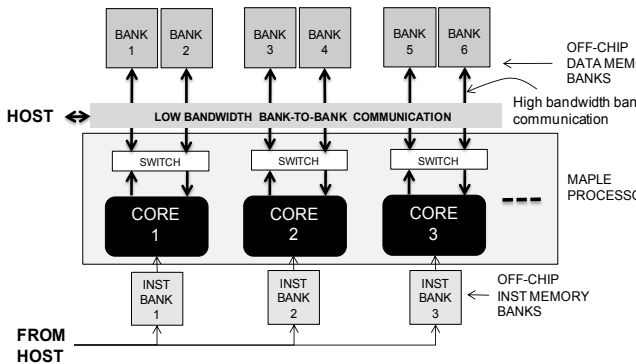 BANK 1
BANK 2
BANK 3
BANK 4
BANK 5
BANK 6
OFF-CHIP
DATA MEMO
BANKS
High bandwidth ban
communication
HOST
LOW BANDWIDTH BANK-TO-BANK COMMUNICATION
SWITCH
SWITCH
SWITCH
MAPLE
PROCESSO
CORE 1
CORE 2
CORE 3
INST BANK 1
INST BANK 2
INST BANK 3
OFF-CHIP
INST MEMORY
BANKS
FROM
HOST